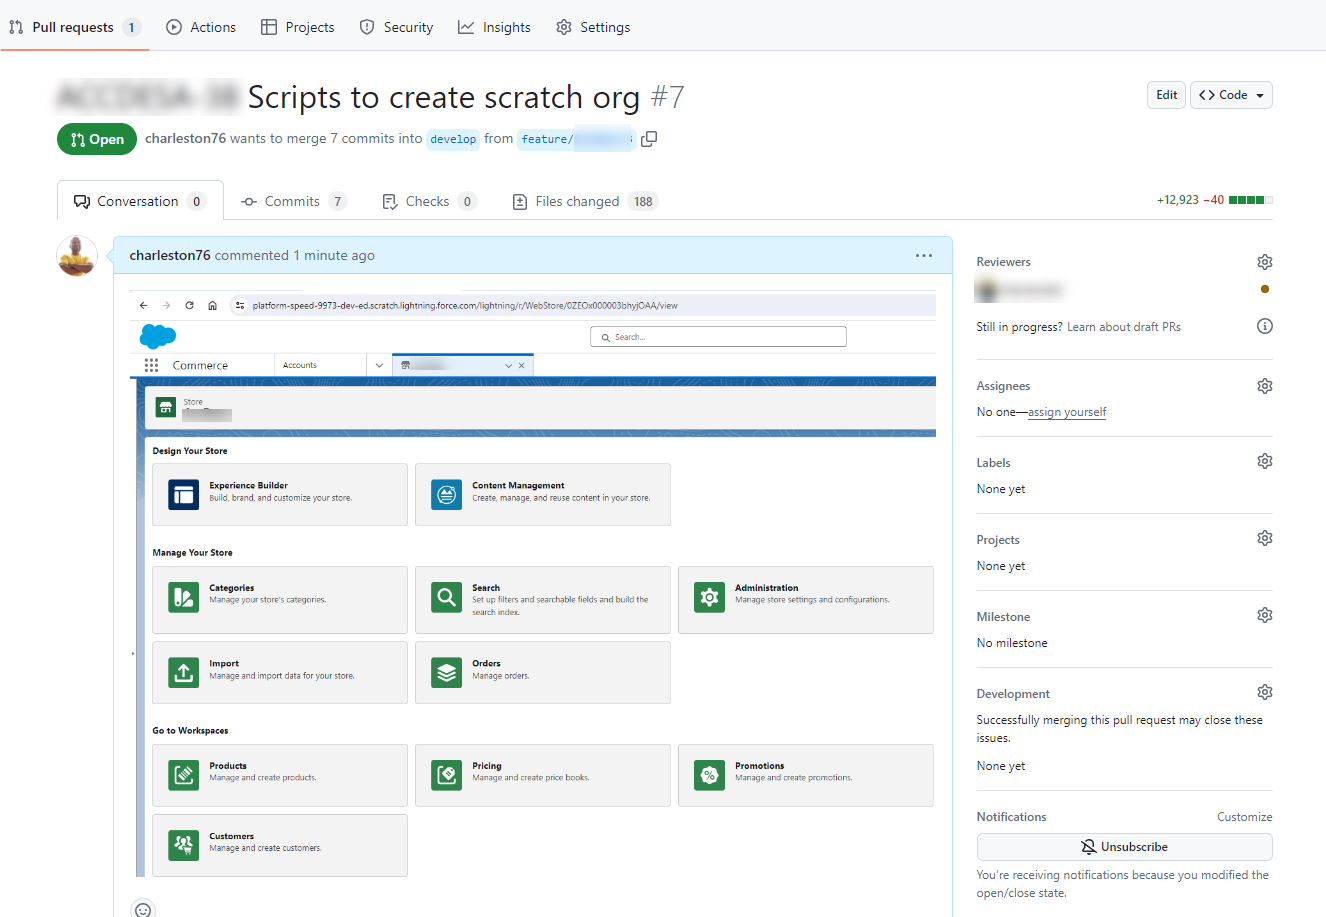 Pull requests 1 Actions Projects Security Insights Settings
Scripts to create scratch org #7
Edit <> Code
Open charleston76 wants to merge 7 commits into develop from feature/
Conversation 0 Commits 7 Checks 0 Files changed 188
+12,923 −40
charleston76 commented 1 minute ago
platform-speed-9973-dev-ed.scratch.lightning.force.com/lightning/r/WebStore/0ZEOx000003bhyjOAA/view
Search...
Commerce Accounts
Store
Design Your Store
Experience Builder
Build, brand, and customize your store.
Content Management
Create, manage, and reuse content in your store.
Manage Your Store
Categories
Manage your store's categories.
Search
Set up filters and searchable fields and build the
search index.
Administration
Manage store settings and configurations.
Import
Manage and import data for your store.
Orders
Manage orders.
Go to Workspaces
Products
Manage and create products.
Pricing
Manage and create price books.
Promotions
Manage and create promotions.
Customers
Manage and create customers.
Reviewers
Still in progress? Learn about draft PRs
Assignees
No one—assign yourself
Labels
None yet
Projects
None yet
Milestone
No milestone
Development
Successfully merging this pull request may close these
issues.
None yet
Notifications Customize
Unsubscribe
You're receiving notifications because you modified the
open/close state.